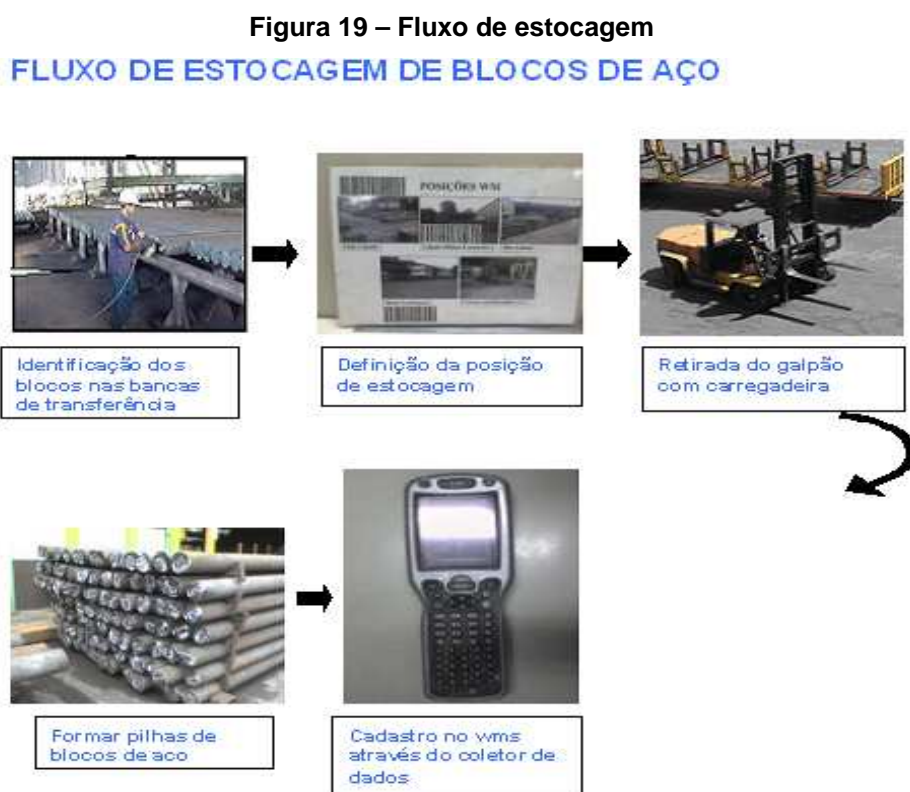 Figura 19 – Fluxo de estocagem
FLUXO DE ESTOCAGEM DE BLOCOS DE AÇO
POSIÇÕES WM
Identificação dos
blocos nas bancas
de transferência
Definição da posição
de estocagem
Retirada do galpão
com carregadeira
Formar pilhas de
blocos de aco
Cadastro no wms
através do coletor de
dados